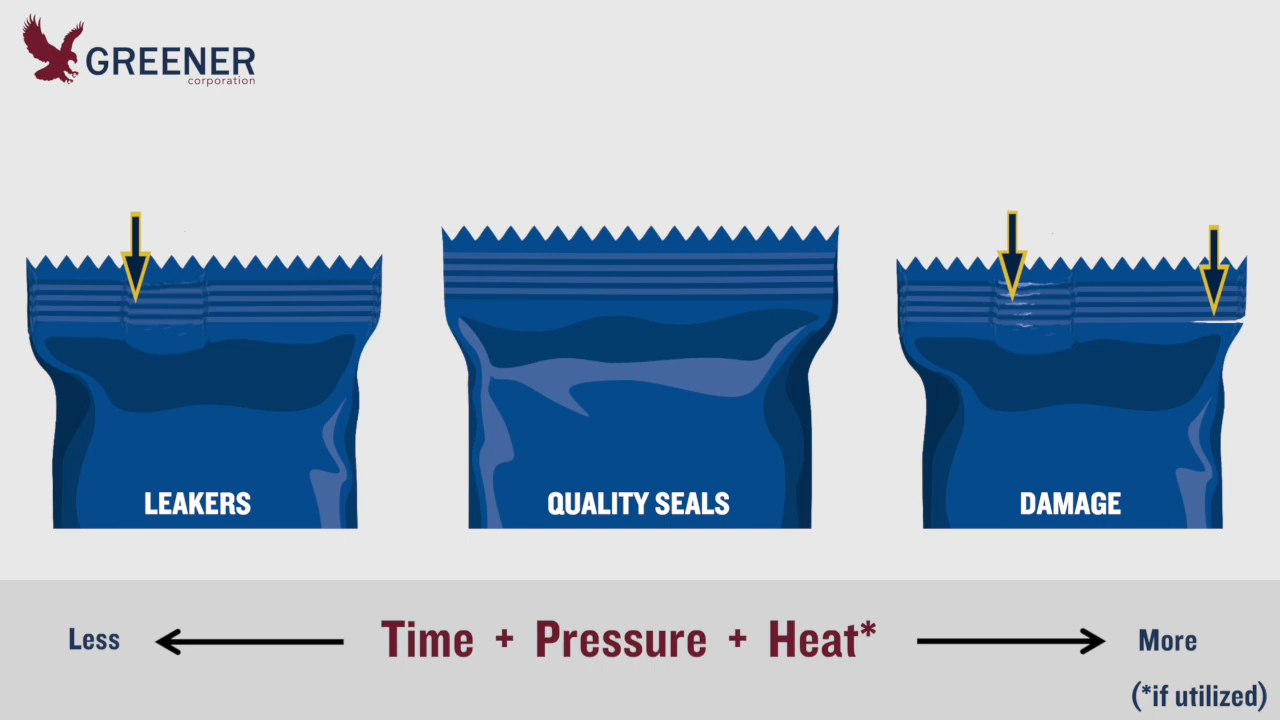 GREENER
corporation
LEAKERS
QUALITY SEALS
DAMAGE
Less
Time + Pressure + Heat*
More
(*if utilized)